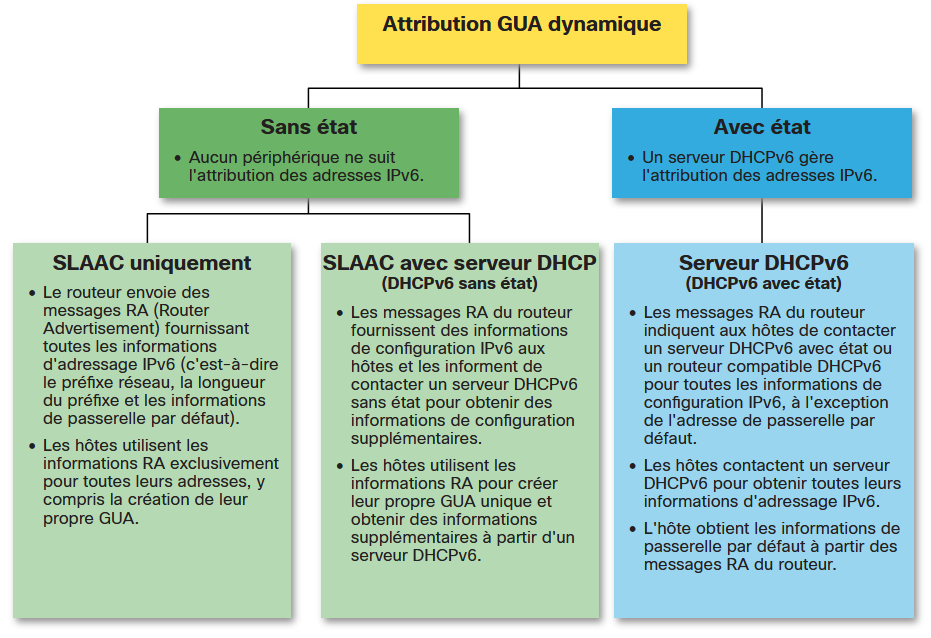 Attribution GUA dynamique
Sans état
• Aucun périphérique ne suit
l'attribution des adresses IPv6.
Avec état
• Un serveur DHCPv6 gère
l'attribution des adresses IPv6.
SLAAC uniquement
• Le routeur envoie des
messages RA (Router
Advertisement) fournissant
toutes les informations
d'adressage IPv6 (c'est-à-dire
le préfixe réseau, la longueur
du préfixe et les informations
de passerelle par défaut).
• Les hôtes utilisent les
informations RA exclusivement
pour toutes leurs adresses, y
compris la création de leur
propre GUA.
SLAAC avec serveur DHCP
(DHCPv6 sans état)
• Les messages RA du routeur
fournissent des informations
de configuration IPv6 aux
hôtes et les informent de
contacter un serveur DHCPv6
sans état pour obtenir des
informations de configuration
supplémentaires.
• Les hôtes utilisent les
informations RA pour créer
leur propre GUA unique et
obtenir des informations
supplémentaires à partir d'un
serveur DHCPv6.
Serveur DHCPv6
(DHCPv6 avec état)
• Les messages RA du routeur
indiquent aux hôtes de contacter
un serveur DHCPv6 avec état ou
un routeur compatible DHCPv6
pour toutes les informations de
configuration IPv6, à l'exception
de l'adresse de passerelle par
défaut.
• Les hôtes contactent un serveur
DHCPv6 pour obtenir toutes leurs
informations d'adressage IPv6.
• L'hôte obtient les informations de
passerelle par défaut à partir des
messages RA du routeur.